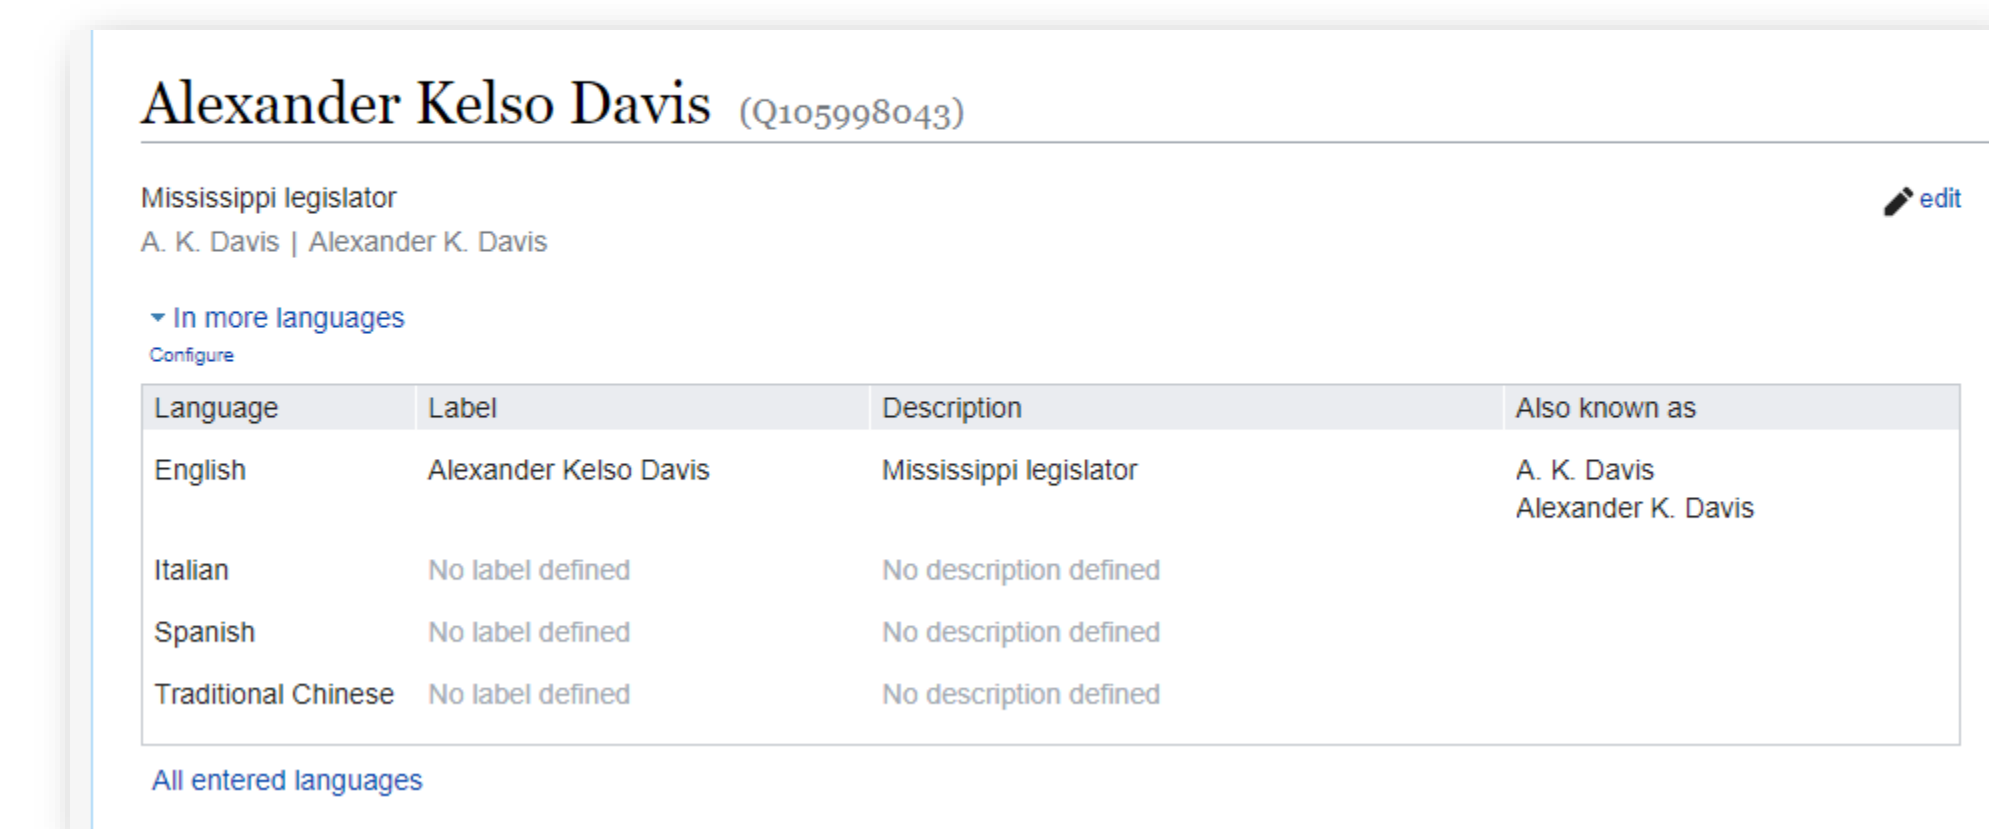 Alexander Kelso Davis (Q105998043)
Mississippi legislator
edit
A. K. Davis | Alexander K. Davis
In more languages
Configure
Language Label Description Also known as
English Alexander Kelso Davis Mississippi legislator A. K. Davis
Alexander K. Davis
Italian No label defined No description defined
Spanish No label defined No description defined
Traditional Chinese No label defined No description defined
All entered languages